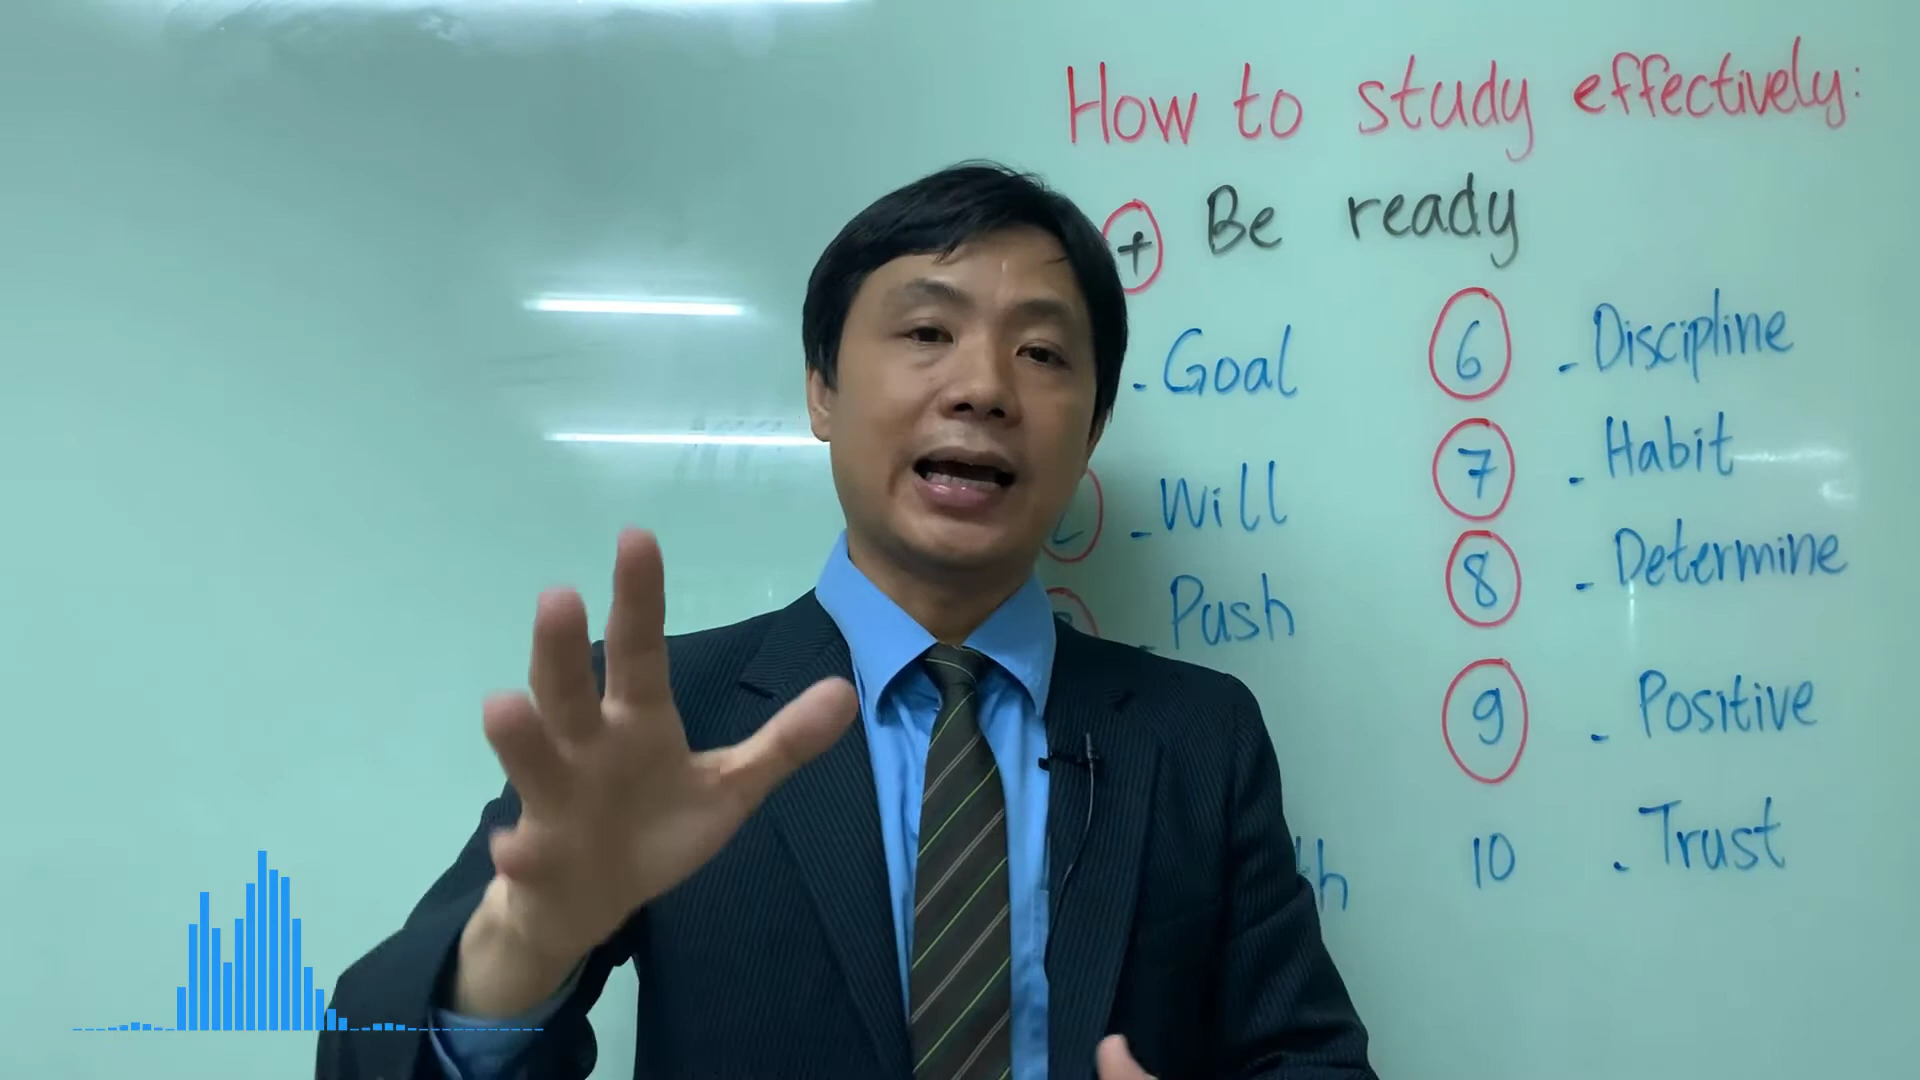 How to study effectively:
+ Be ready
- Goal
- Will
- Push
th
6 - Discipline
7 - Habit
8 - Determine
9 - Positive
10 . Trust